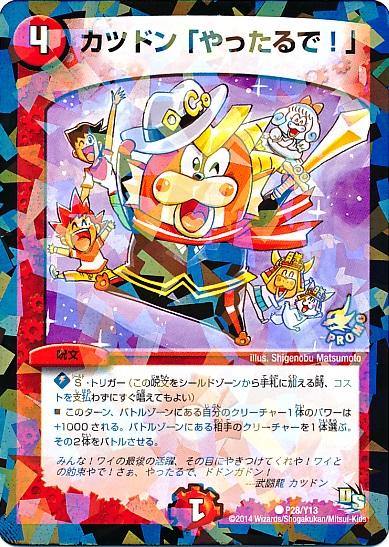 4
カツドン「やったるで！」
DoCo
PROMO
illus. Shigenobu Matsumoto
呪文
S・トリガー（この呪文をシールドゾーンから手札に加える時、コス
トを支払わずにすぐ唱えてもよい）
■ このターン、バトルゾーンにある自分のクリーチャー1体のパワーは
+1000される。バトルゾーンにある相手のクリーチャーを1体選ぶ。
その2体をバトルさせる。
みんな！ワイの最後の活躍、その目にやきつけてくれや！ワイと
の約束やで！さぁ、やったるで、ドンガガドン！
—武闘龍 カツドン
1
P28/Y13
DS
©2014 Wizards/Shogakukan/Mitsui-Kids